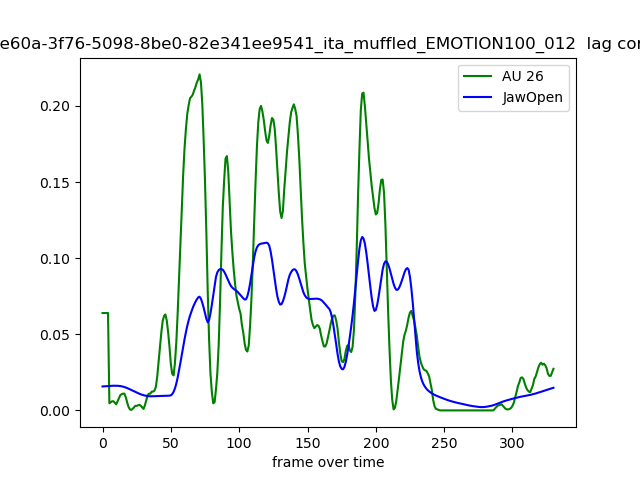 e60a-3f76-5098-8be0-82e341ee9541_ita_muffled_EMOTION100_012 lag cor
AU 26
JawOpen
0.20
0.15
0.10
0.05
0.00
0 50 100 150 200 250 300
frame over time